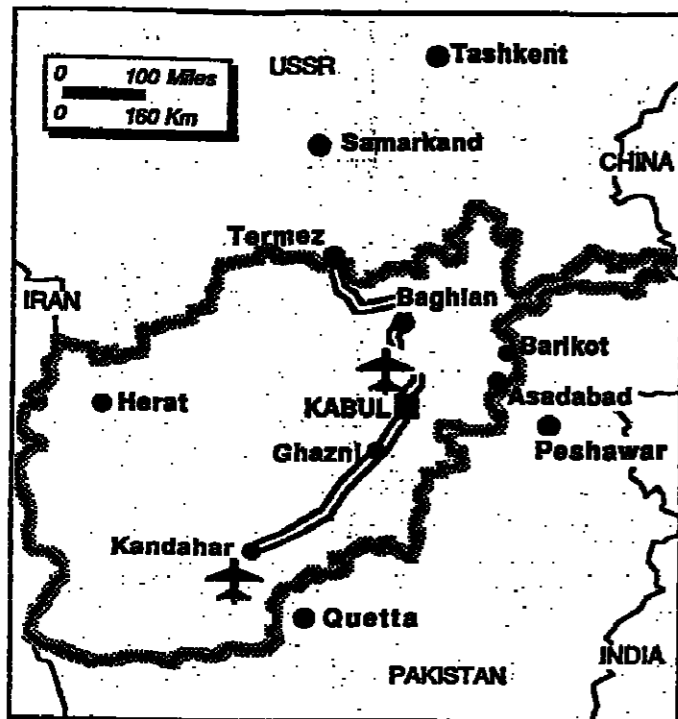 USSR
Tashkent
0 100 Miles
0 160 Km
Samarkand
CHINA
Termez
IRAN
Baghlan
Barikot
Herat
KABUL
Asadabad
Ghazni
Peshawar
Kandahar
Quetta
INDIA
PAKISTAN